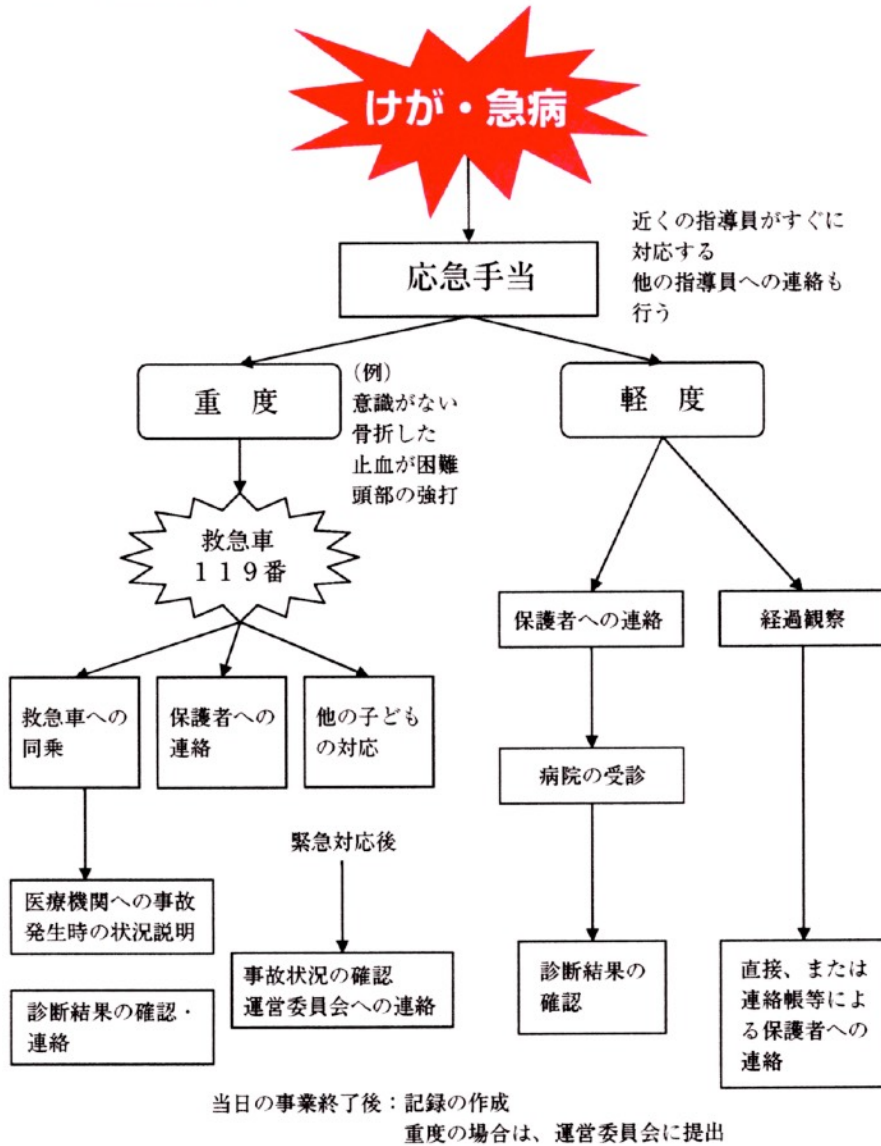 けが・急病
応急手当
近くの指導員がすぐに
対応する
他の指導員への連絡も
行う
重 度
(例)
意識がない
骨折した
止血が困難
頭部の強打
軽 度
救急車
１１９番
保護者への連絡
経過観察
救急車への
同乗
保護者への
連絡
他の子ども
の対応
病院の受診
緊急対応後
医療機関への事故
発生時の状況説明
事故状況の確認
運営委員会への連絡
診断結果の
確認
直接、または
連絡帳等によ
る保護者への
連絡
診断結果の確認・
連絡
当日の事業終了後：記録の作成
重度の場合は、運営委員会に提出